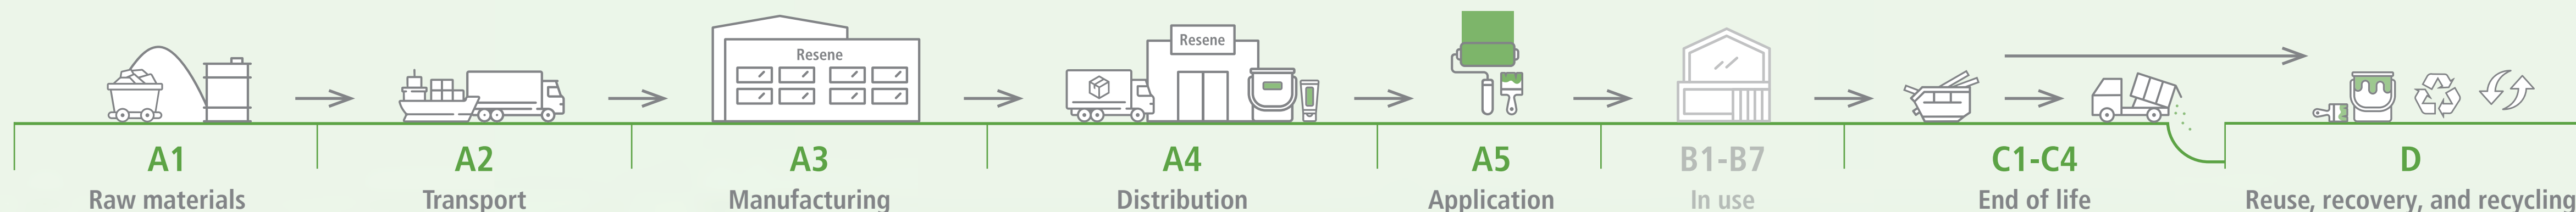 Resene
Resene
A1
A2
A3
A4
A5
B1-B7
C1-C4
D
Raw materials
Transport
Manufacturing
Distribution
Application
In use
End of life
Reuse, recovery, and recycling